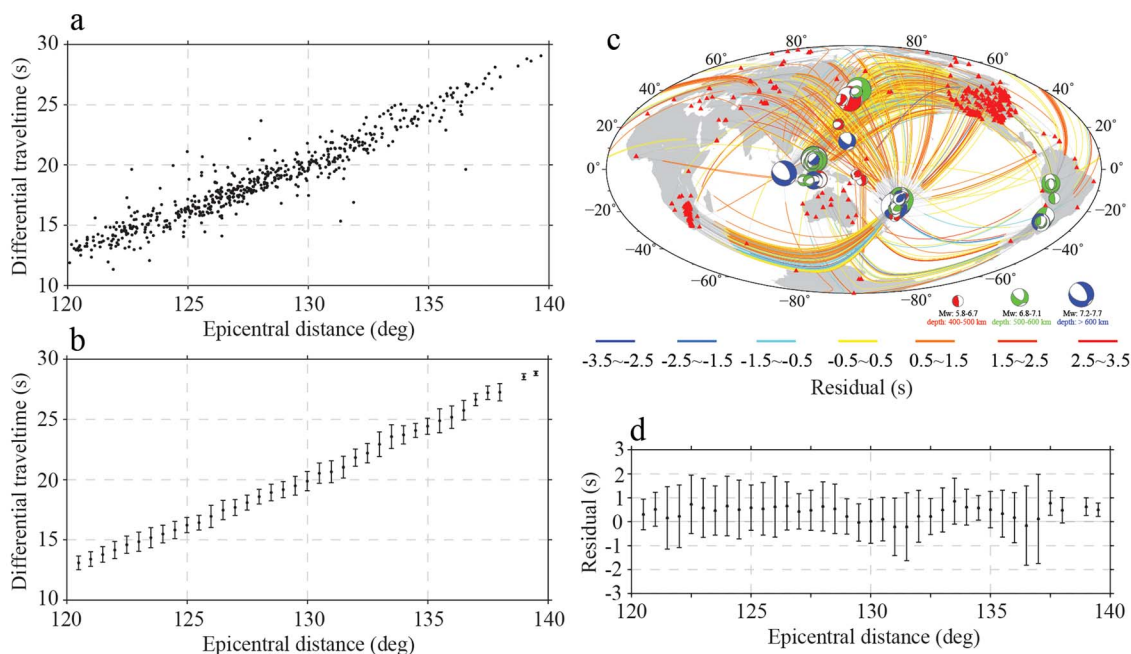 a
30
25
20
15
10
Differential traveltime (s)
120 125 130 135 140
Epicentral distance (deg)
b
30
25
20
15
10
Differential traveltime (s)
120 125 130 135 140
Epicentral distance (deg)
c
80˚ 80˚
60˚ 60˚
40˚ 40˚
20˚ 20˚
0˚ 0˚
−20˚ −20˚
−40˚ −40˚
−60˚ −60˚
−80˚ −80˚
Mw: 5.8-6.7 Mw: 6.8-7.1 Mw: 7.2-7.7
depth: 400-500 km depth: 500-600 km depth: > 600 km
-3.5~-2.5 -2.5~-1.5 -1.5~-0.5 -0.5~0.5 0.5~1.5 1.5~2.5 2.5~3.5
Residual (s)
d
3
2
1
0
-1
-2
-3
Residual (s)
120 125 130 135 140
Epicentral distance (deg)